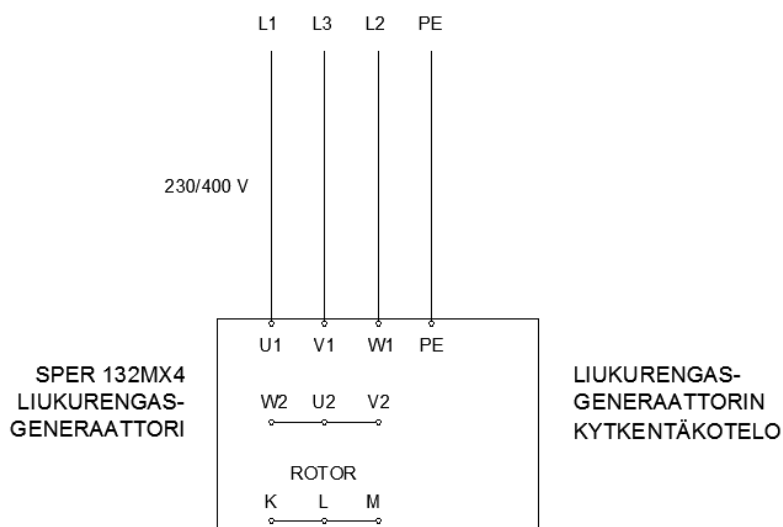 L1 L3 L2 PE
230/400 V
U1 V1 W1 PE
SPER 132MX4
LIUKURENGAS-
GENERAATTORI
W2 U2 V2
LIUKURENGAS-
GENERAATTORIN
KYTKENTÄKOTELO
ROTOR
K L M